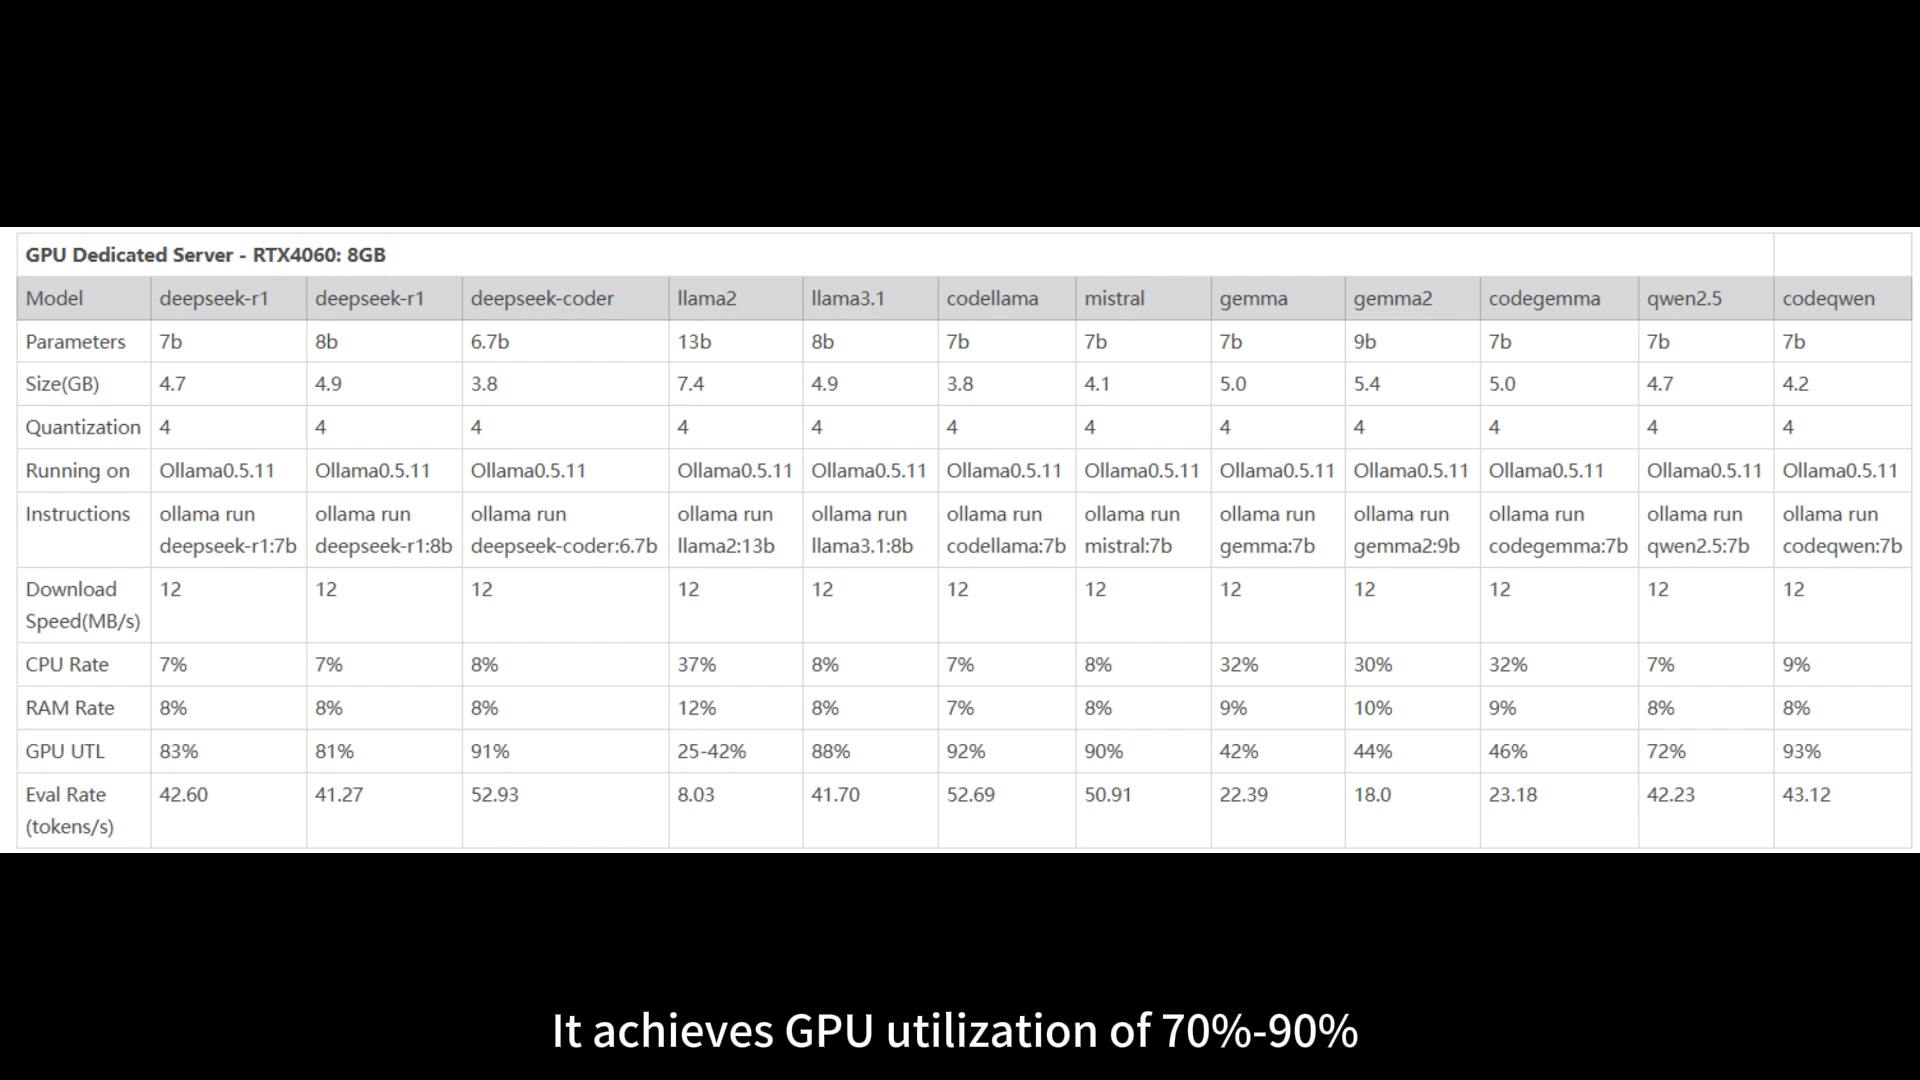 GPU Dedicated Server - RTX4060: 8GB
Model deepseek-r1 deepseek-r1 deepseek-coder llama2 llama3.1 codellama mistral gemma gemma2 codegemma qwen2.5 codeqwen
Parameters 7b 8b 6.7b 13b 8b 7b 7b 7b 9b 7b 7b 7b
Size(GB) 4.7 4.9 3.8 7.4 4.9 3.8 4.1 5.0 5.4 5.0 4.7 4.2
Quantization 4 4 4 4 4 4 4 4 4 4 4 4
Running on Ollama0.5.11 Ollama0.5.11 Ollama0.5.11 Ollama0.5.11 Ollama0.5.11 Ollama0.5.11 Ollama0.5.11 Ollama0.5.11 Ollama0.5.11 Ollama0.5.11 Ollama0.5.11 Ollama0.5.11
Instructions ollama run ollama run ollama run ollama run ollama run ollama run ollama run ollama run ollama run ollama run ollama run ollama run
deepseek-r1:7b deepseek-r1:8b deepseek-coder:6.7b llama2:13b llama3.1:8b codellama:7b mistral:7b gemma:7b gemma2:9b codegemma:7b qwen2.5:7b codeqwen:7b
Download 12 12 12 12 12 12 12 12 12 12 12 12
Speed(MB/s)
CPU Rate 7% 7% 8% 37% 8% 7% 8% 32% 30% 32% 7% 9%
RAM Rate 8% 8% 8% 12% 8% 7% 8% 9% 10% 9% 8% 8%
GPU UTL 83% 81% 91% 25-42% 88% 92% 90% 42% 44% 46% 72% 93%
Eval Rate 42.60 41.27 52.93 8.03 41.70 52.69 50.91 22.39 18.0 23.18 42.23 43.12
(tokens/s)
It achieves GPU utilization of 70%-90%